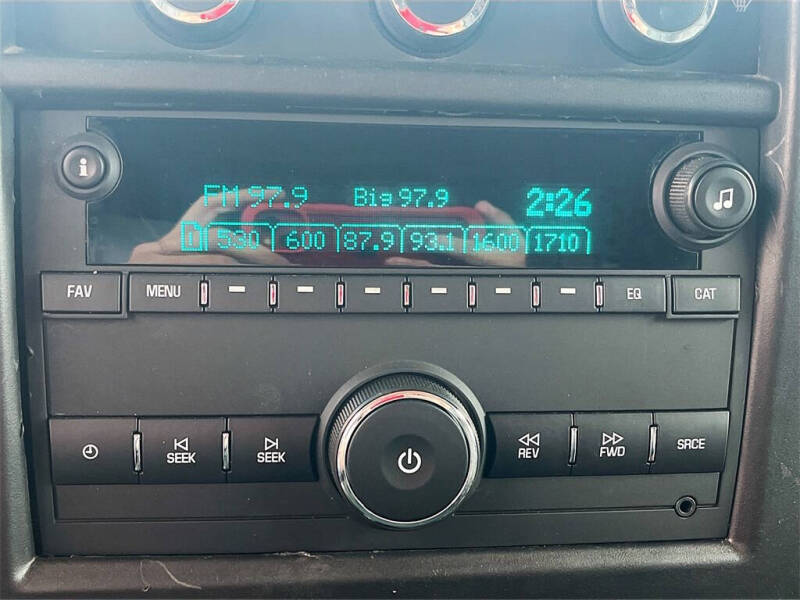 FM 97.9 Big 97.9 2:26
1 530 600 87.9 93.1 1600 1710
FAV MENU EQ CAT
SEEK SEEK REV FWD SRCE